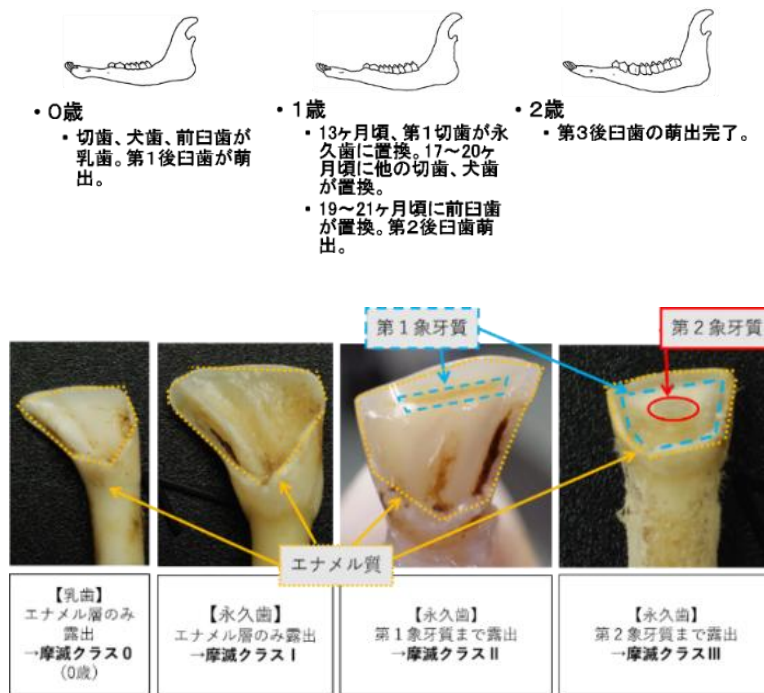 ・0歳
・切歯、犬歯、前臼歯が
乳歯。第1後臼歯が萌
出。
・1歳
・13ヶ月頃、第1切歯が永
久歯に置換。17～20ヶ
月頃に他の切歯、犬歯
が置換。
・19～21ヶ月頃に前臼歯
が置換。第2後臼歯萌
出。
・2歳
・第3後臼歯の萌出完了。
第1象牙質
第2象牙質
エナメル質
【乳歯】
エナメル層のみ
露出
→摩滅クラス0
(0歳)
【永久歯】
エナメル層のみ露出
→摩滅クラスⅠ
【永久歯】
第1象牙質まで露出
→摩滅クラスⅡ
【永久歯】
第2象牙質まで露出
→摩滅クラスⅢ